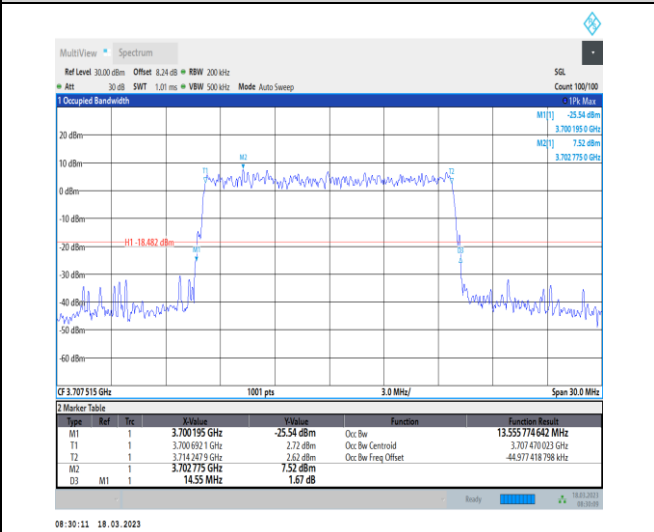 MultiView Spectrum
Ref Level 30.00 dBm Offset 8.24 dB RBW 200 kHz SGL
Att 30 dB SWT 1.01 ms VBW 500 kHz Mode Auto Sweep Count 100/100
1 Occupied Bandwidth 1Pk Max
M1[1] -25.54 dBm
3.700 195 0 GHz
20 dBm
M2[1] 7.52 dBm
3.702 775 0 GHz
M2
10 dBm
T1 T2
0 dBm
-10 dBm
H1 -18.482 dBm
-20 dBm
M1 D3
-30 dBm
-40 dBm
-50 dBm
-60 dBm
CF 3.707 515 GHz 1001 pts 3.0 MHz/ Span 30.0 MHz
2 Marker Table
Type Ref Trc X-Value Y-Value Function Function Result
M1 1 3.700195 GHz -25.54 dBm Occ Bw 13.555 774 642 MHz
T1 1 3.700 692 1 GHz 2.72 dBm Occ Bw Centroid 3.707 470 023 GHz
T2 1 3.714 247 9 GHz 2.62 dBm Occ Bw Freq Offset -44.977 418 798 kHz
M2 1 3.702775 GHz 7.52 dBm
D3 M1 1 14.55 MHz 1.67 dB
Ready 18.03.2023
08:30:09
08:30:11 18.03.2023